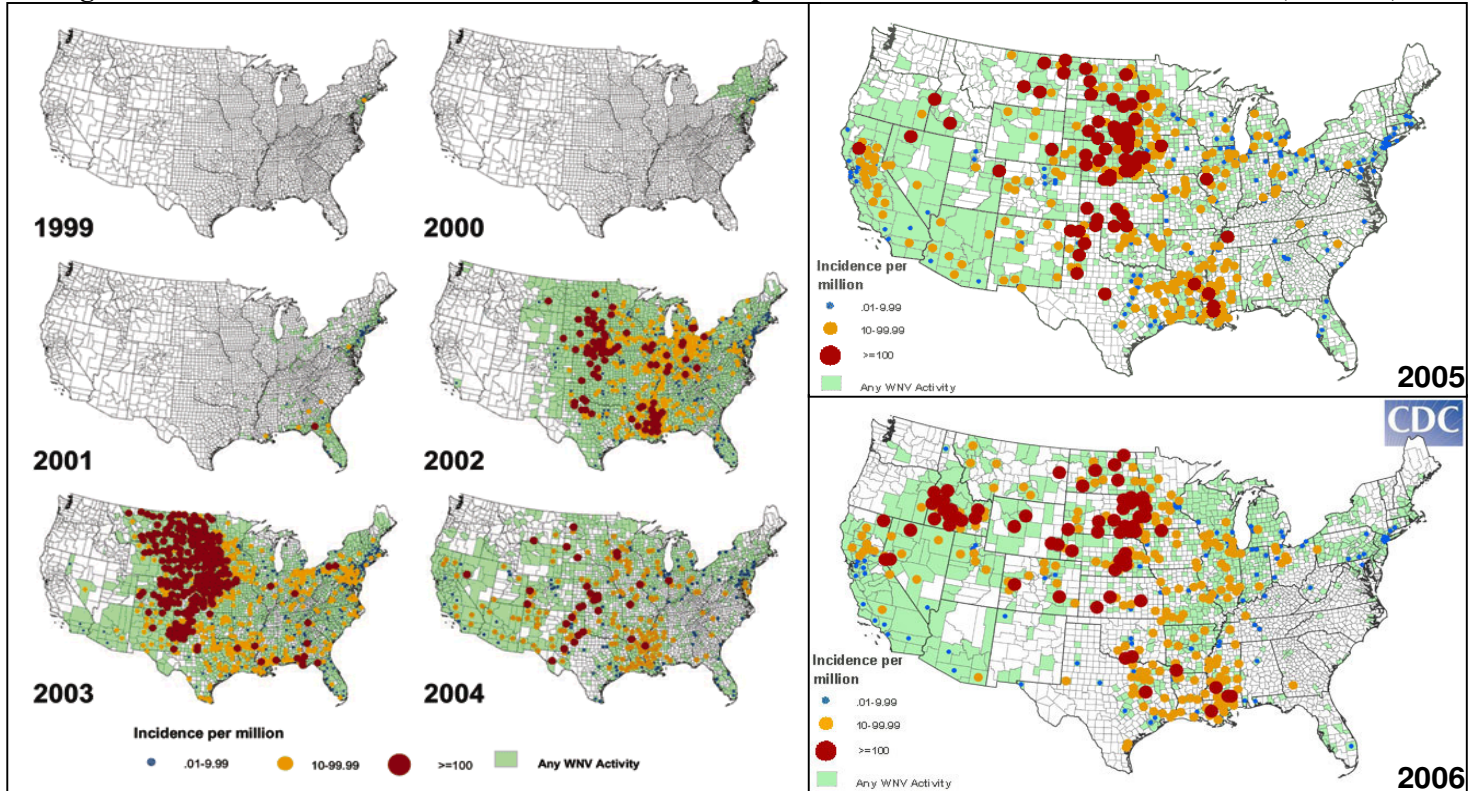 1999
2000
2001
2002
2003
2004
Incidence per million
.01-9.99
10-99.99
>=100
Any WNV Activity
Incidence per
million
.01-9.99
10-99.99
>=100
Any WNV Activity
2005
CDC
Incidence per
million
.01-9.99
10-99.99
>=100
Any WNV Activity
2006